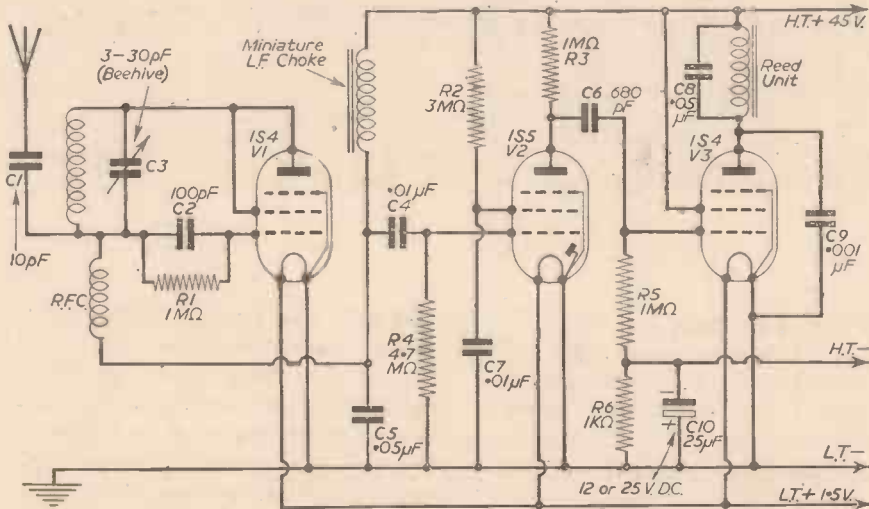 3–30pF
(Beehive)
Miniature
L.F. Choke
H.T.+ 45 V.
1MΩ
R3
R2
3MΩ
C6 680
pF
C8
·05
µF
Reed
Unit
1S4
V1
1S5
V2
1S4
V3
C1
C3
100pF
C2
·01µF
C4
10pF
R1
1MΩ
R.F.C.
C9
·001
µF
R4
4·7
MΩ
R5
1MΩ
C7
·01µF
H.T.–
R6
1KΩ
–
+
C10
25µF
C5
·05µF
12 or 25 V. D.C.
L.T.–
L.T.+ 1·5V.